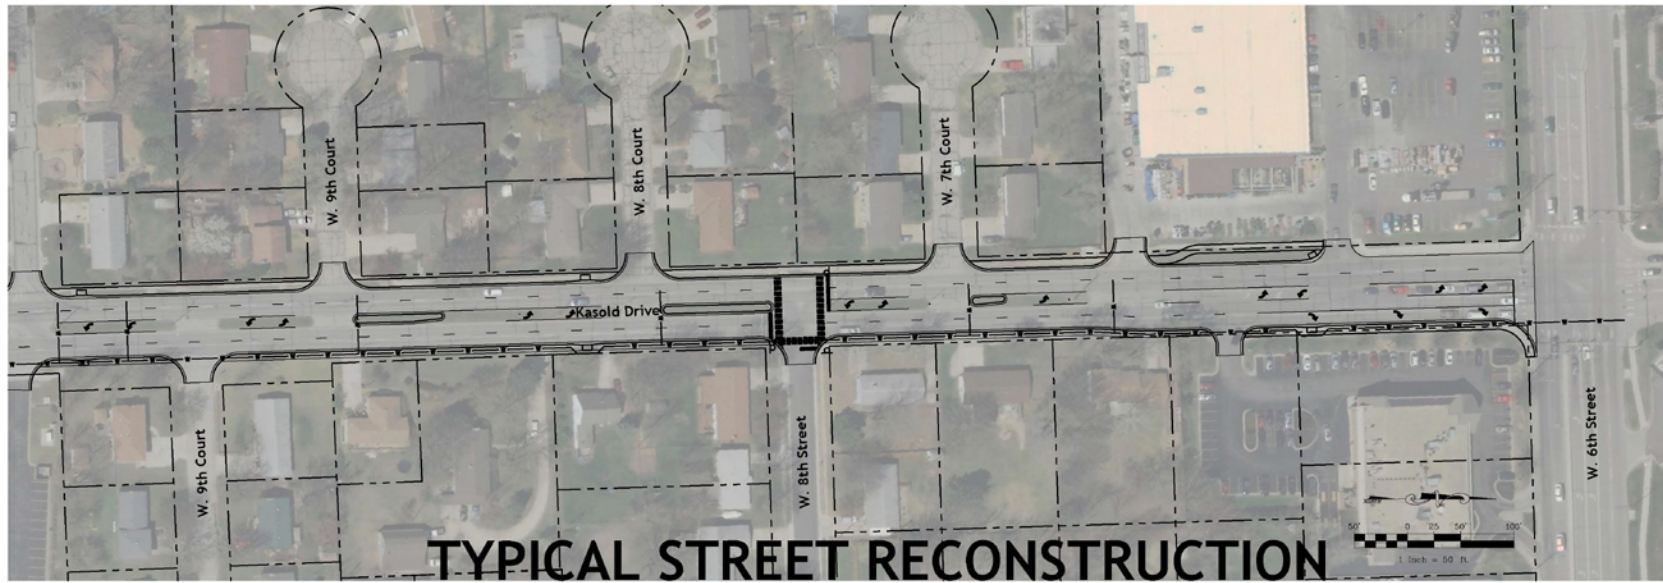 W. 9th Court
W. 8th Court
W. 7th Court
Kasold Drive
W. 9th Court
W. 8th Street
W. 6th Street
50' 0 25' 50' 100'
1 Inch = 50 ft.
TYPICAL STREET RECONSTRUCTION